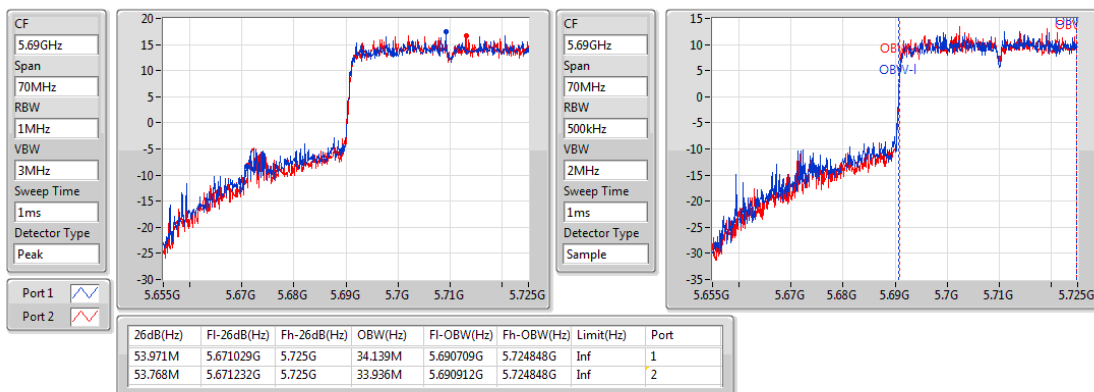 CF
5.69GHz
Span
70MHz
RBW
1MHz
VBW
3MHz
Sweep Time
1ms
Detector Type
Peak
Port 1
Port 2
20
15
10
5
0
-5
-10
-15
-20
-25
-30
5.655G 5.67G 5.68G 5.69G 5.7G 5.71G 5.725G
CF
5.69GHz
Span
70MHz
RBW
500kHz
VBW
2MHz
Sweep Time
1ms
Detector Type
Sample
15
10
5
0
-5
-10
-15
-20
-25
-30
-35
OBW-l
5.655G 5.67G 5.68G 5.69G 5.7G 5.71G 5.725G
26dB(Hz) Fl-26dB(Hz) Fh-26dB(Hz) OBW(Hz) Fl-OBW(Hz) Fh-OBW(Hz) Limit(Hz) Port
53.971M 5.671029G 5.725G 34.139M 5.690709G 5.724848G Inf 1
53.768M 5.671232G 5.725G 33.936M 5.690912G 5.724848G Inf 2